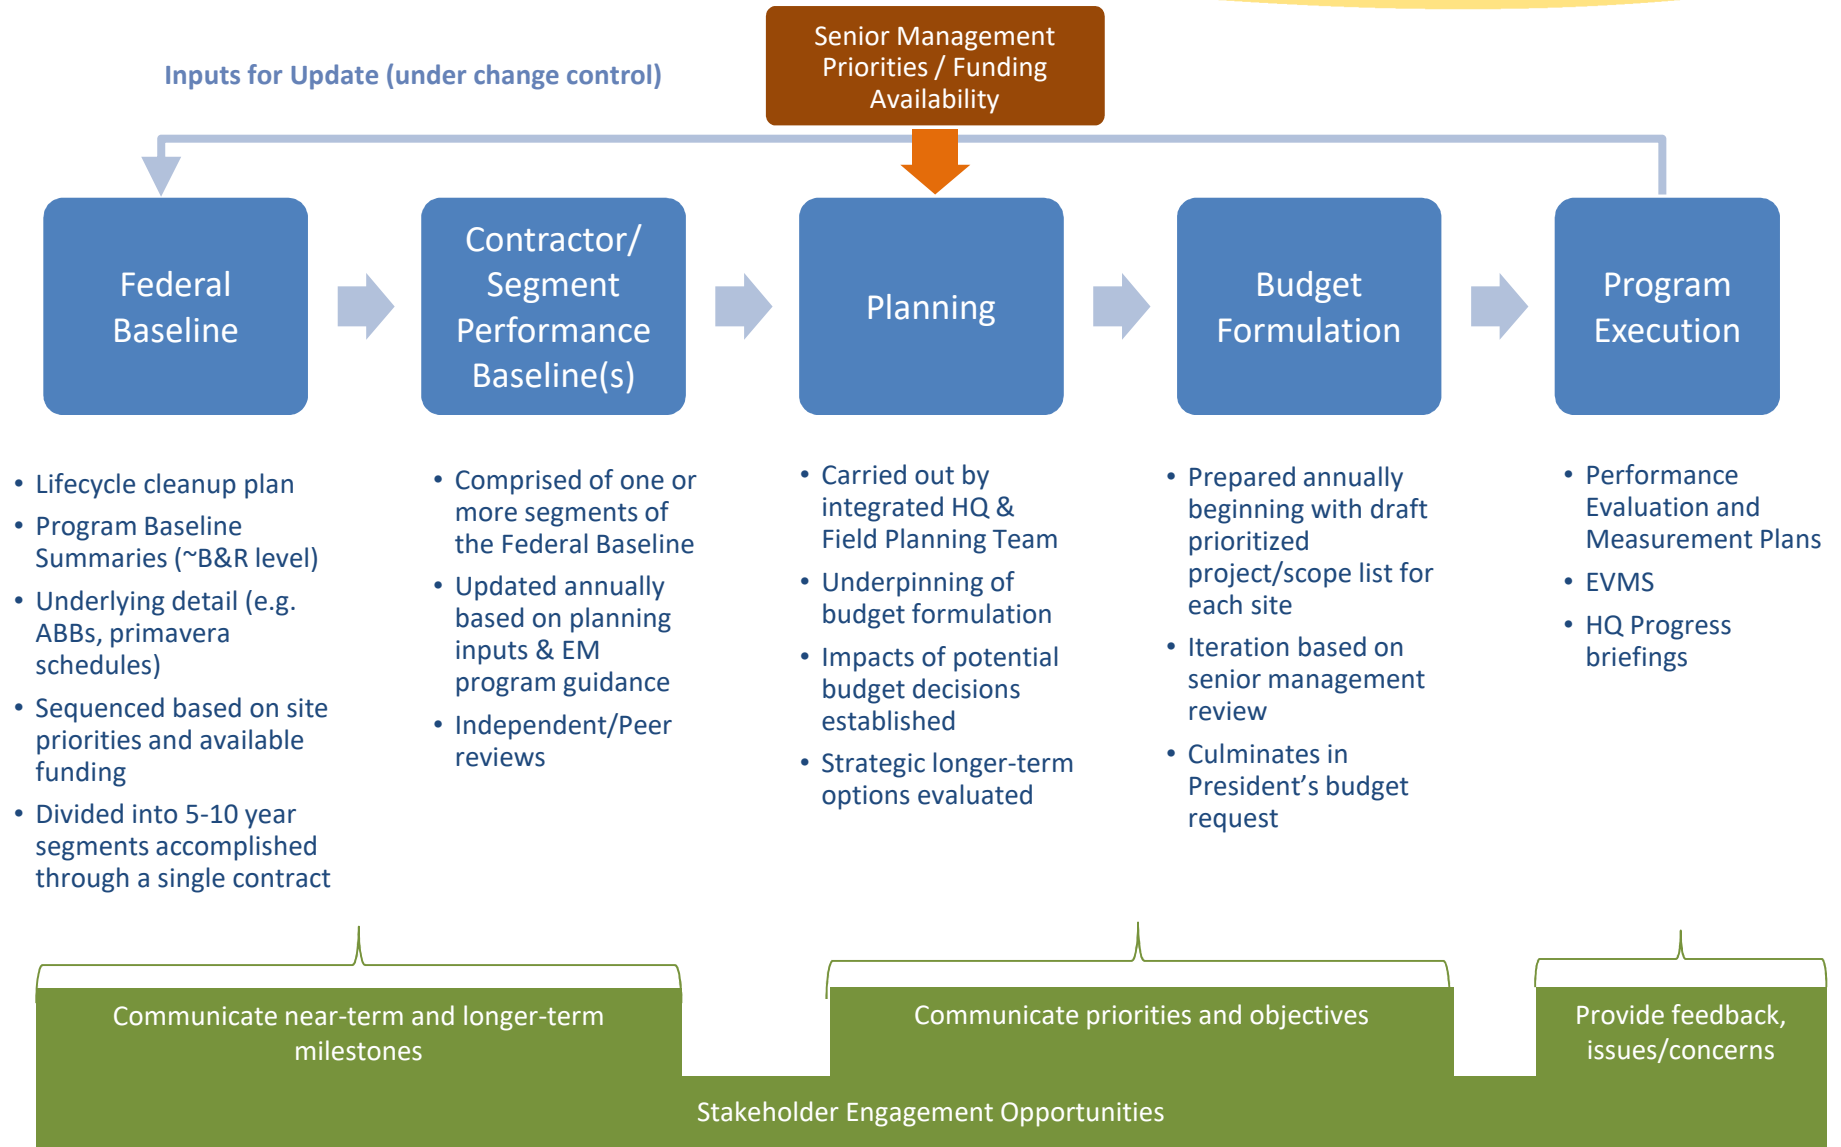 Senior Management
Priorities / Funding
Availability
Inputs for Update (under change control)
Federal
Baseline
Contractor/
Segment
Performance
Baseline(s)
Planning
Budget
Formulation
Program
Execution
• Lifecycle cleanup plan
• Program Baseline
Summaries (~B&R level)
• Underlying detail (e.g.
ABBs, primavera
schedules)
• Sequenced based on site
priorities and available
funding
• Divided into 5-10 year
segments accomplished
through a single contract
• Comprised of one or
more segments of
the Federal Baseline
• Updated annually
based on planning
inputs & EM
program guidance
• Independent/Peer
reviews
• Carried out by
integrated HQ &
Field Planning Team
• Underpinning of
budget formulation
• Impacts of potential
budget decisions
established
• Strategic longer-term
options evaluated
• Prepared annually
beginning with draft
prioritized
project/scope list for
each site
• Iteration based on
senior management
review
• Culminates in
President’s budget
request
• Performance
Evaluation and
Measurement Plans
• EVMS
• HQ Progress
briefings
Communicate near-term and longer-term
milestones
Communicate priorities and objectives
Provide feedback,
issues/concerns
Stakeholder Engagement Opportunities